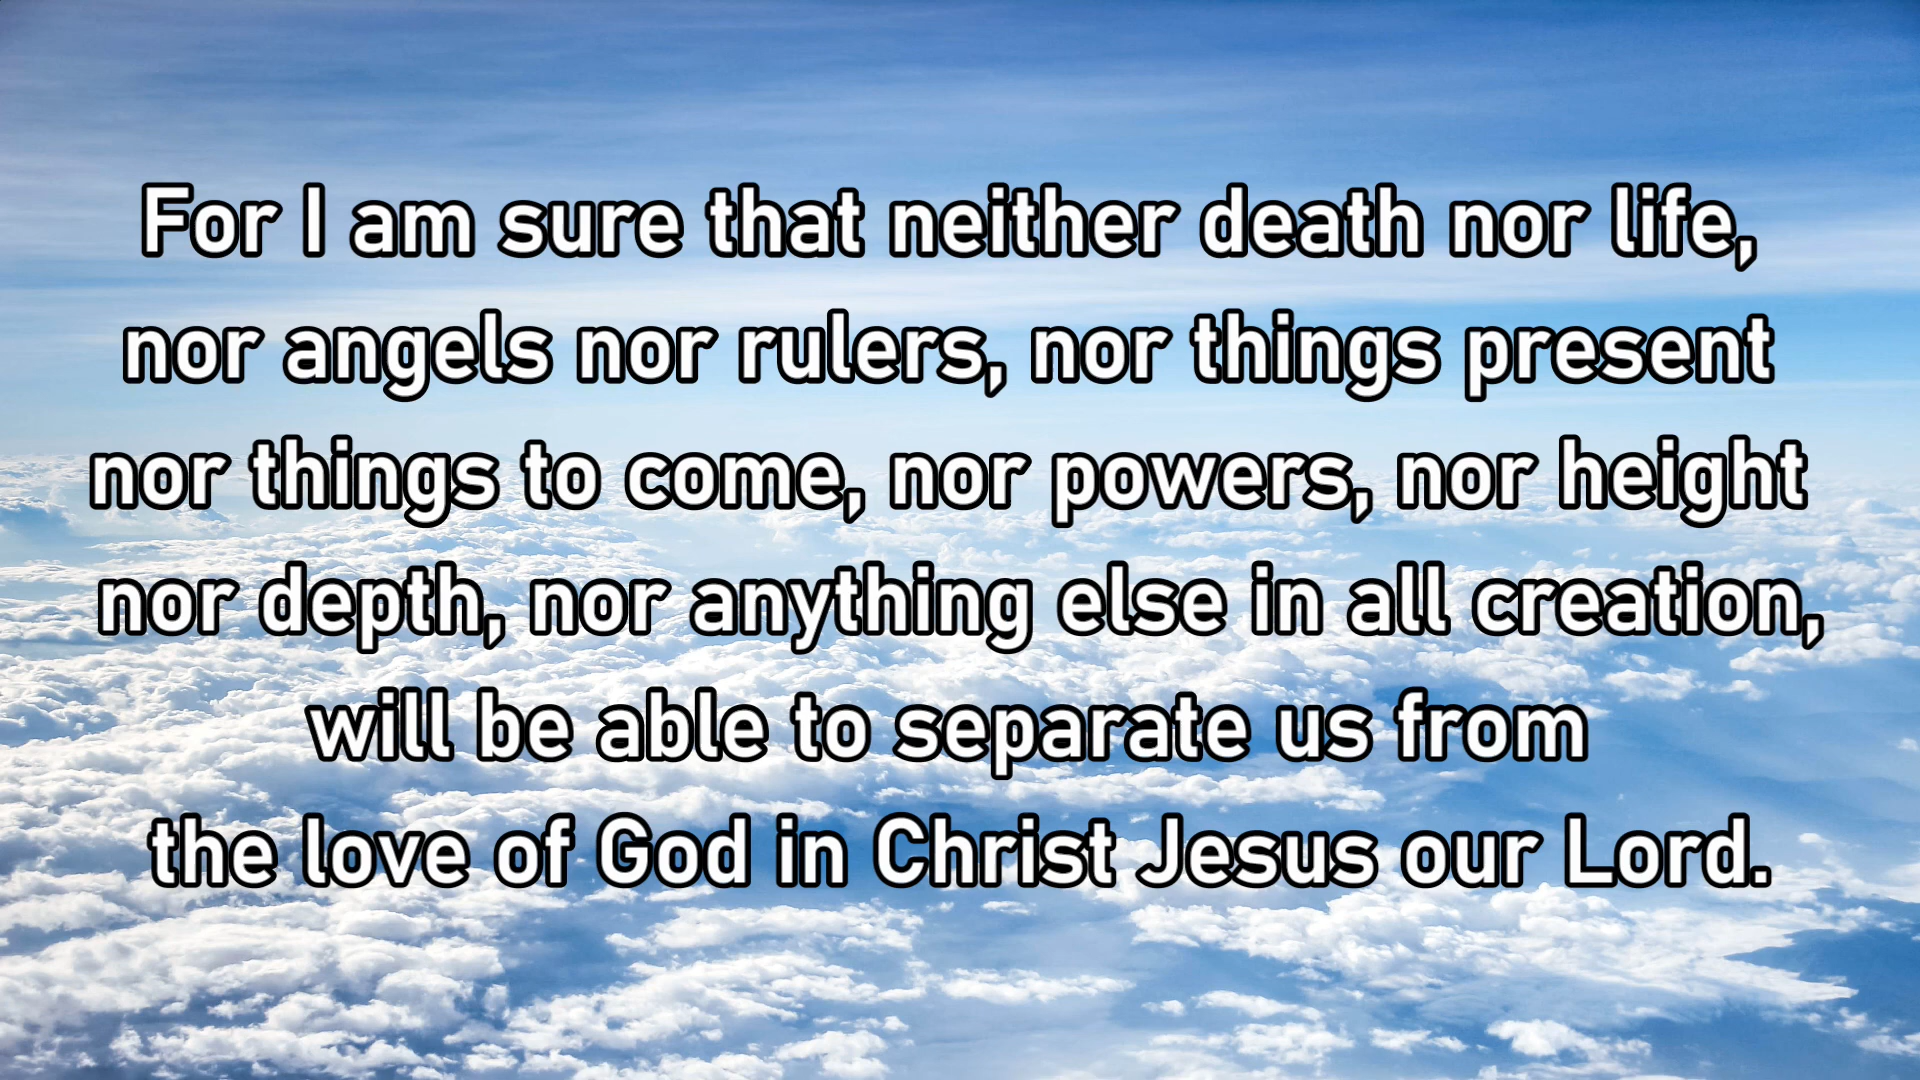 For I am sure that neither death nor life,
nor angels nor rulers, nor things present
nor things to come, nor powers, nor height
nor depth, nor anything else in all creation,
will be able to separate us from
the love of God in Christ Jesus our Lord.